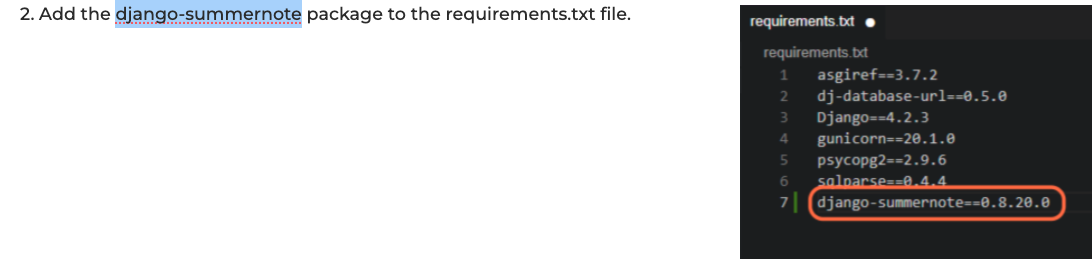 2. Add the django-summernote package to the requirements.txt file.
requirements.txt ●
requirements.txt
1 asgiref==3.7.2
2 dj-database-url==0.5.0
3 Django==4.2.3
4 gunicorn==20.1.0
5 psycopg2==2.9.6
6 sqlparse==0.4.4
7 django-summernote==0.8.20.0